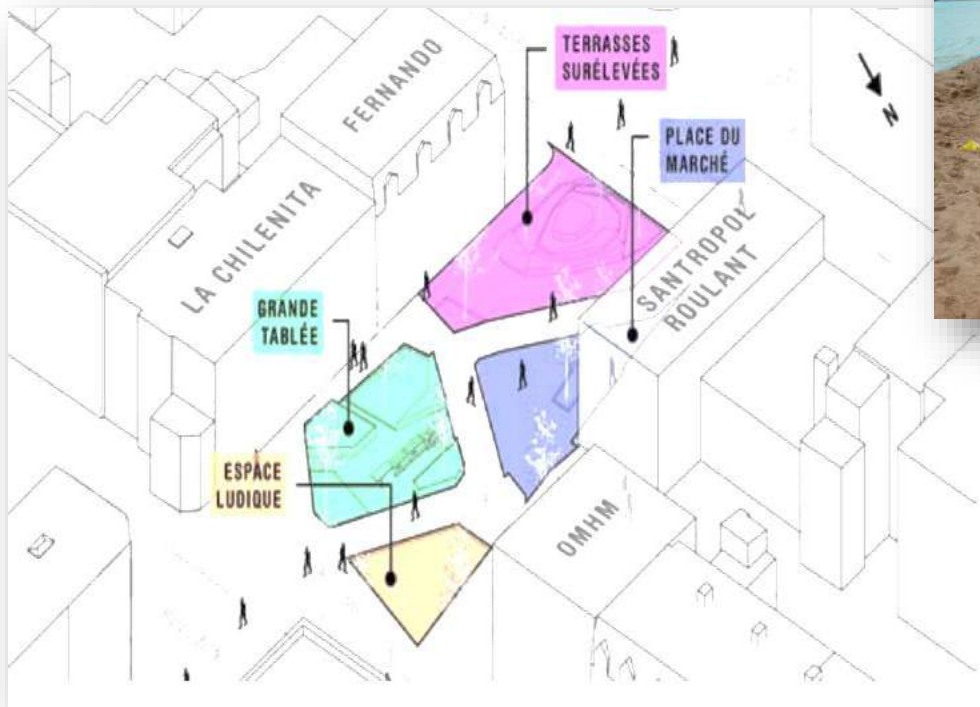 TERRASSES
SURÉLEVÉES
FERNANDO
N
PLACE DU
MARCHÉ
LA CHILENITA
SANTROPOL
ROULANT
GRANDE
TABLÉE
ESPACE
LUDIQUE
OMHM